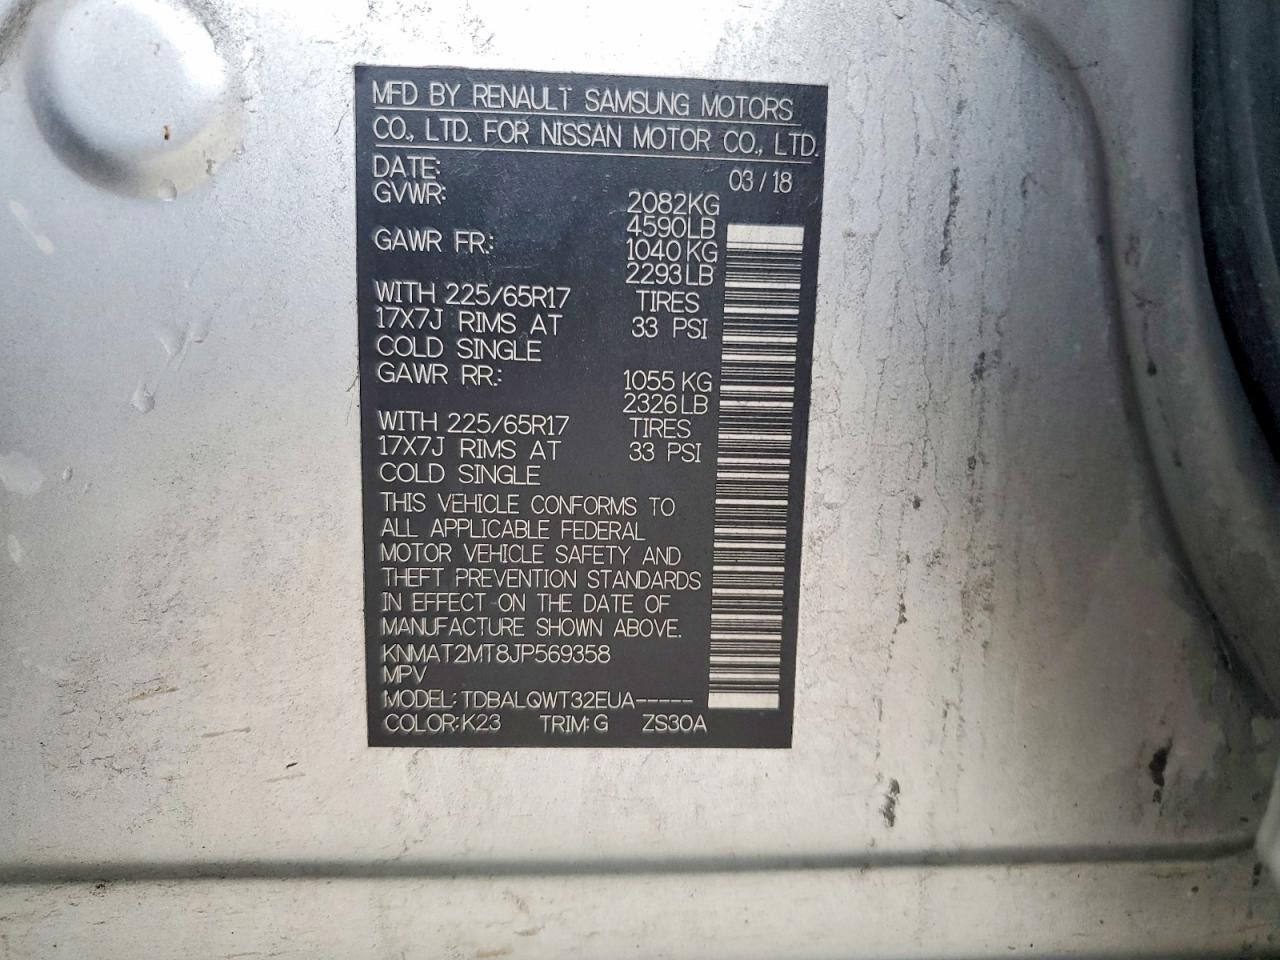 MFD BY RENAULT SAMSUNG MOTORS
CO., LTD. FOR NISSAN MOTOR CO., LTD.
DATE: 03 / 18
GVWR: 2082KG
4590LB
GAWR FR.: 1040 KG
2293 LB
WITH 225/65R17 TIRES
17X7J RIMS AT 33 PSI
COLD SINGLE
GAWR RR.: 1055 KG
2326 LB
WITH 225/65R17 TIRES
17X7J RIMS AT 33 PSI
COLD SINGLE
THIS VEHICLE CONFORMS TO
ALL APPLICABLE FEDERAL
MOTOR VEHICLE SAFETY AND
THEFT PREVENTION STANDARDS
IN EFFECT ON THE DATE OF
MANUFACTURE SHOWN ABOVE.
KNMAT2MT8JP569358
MPV
MODEL: TDBALQWT32EUA-----
COLOR: K23 TRIM: G ZS30A